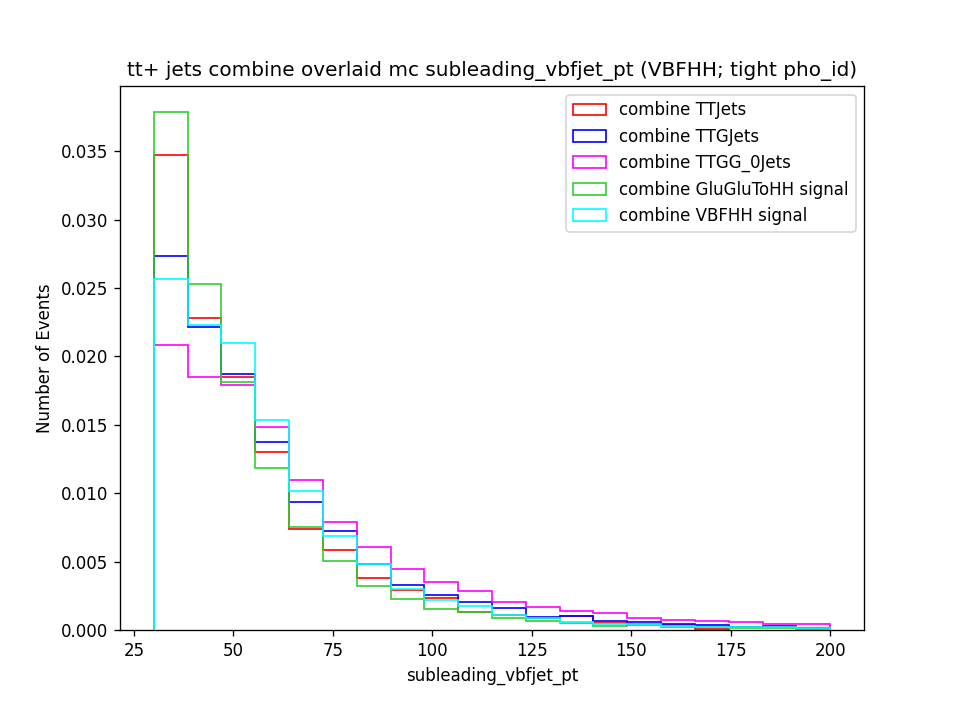 tt+ jets combine overlaid mc subleading_vbfjet_pt (VBFHH; tight pho_id)
combine TTJets
combine TTGJets
combine TTGG_0Jets
combine GluGluToHH signal
combine VBFHH signal
Number of Events
0.035
0.030
0.025
0.020
0.015
0.010
0.005
0.000
25 50 75 100 125 150 175 200
subleading_vbfjet_pt